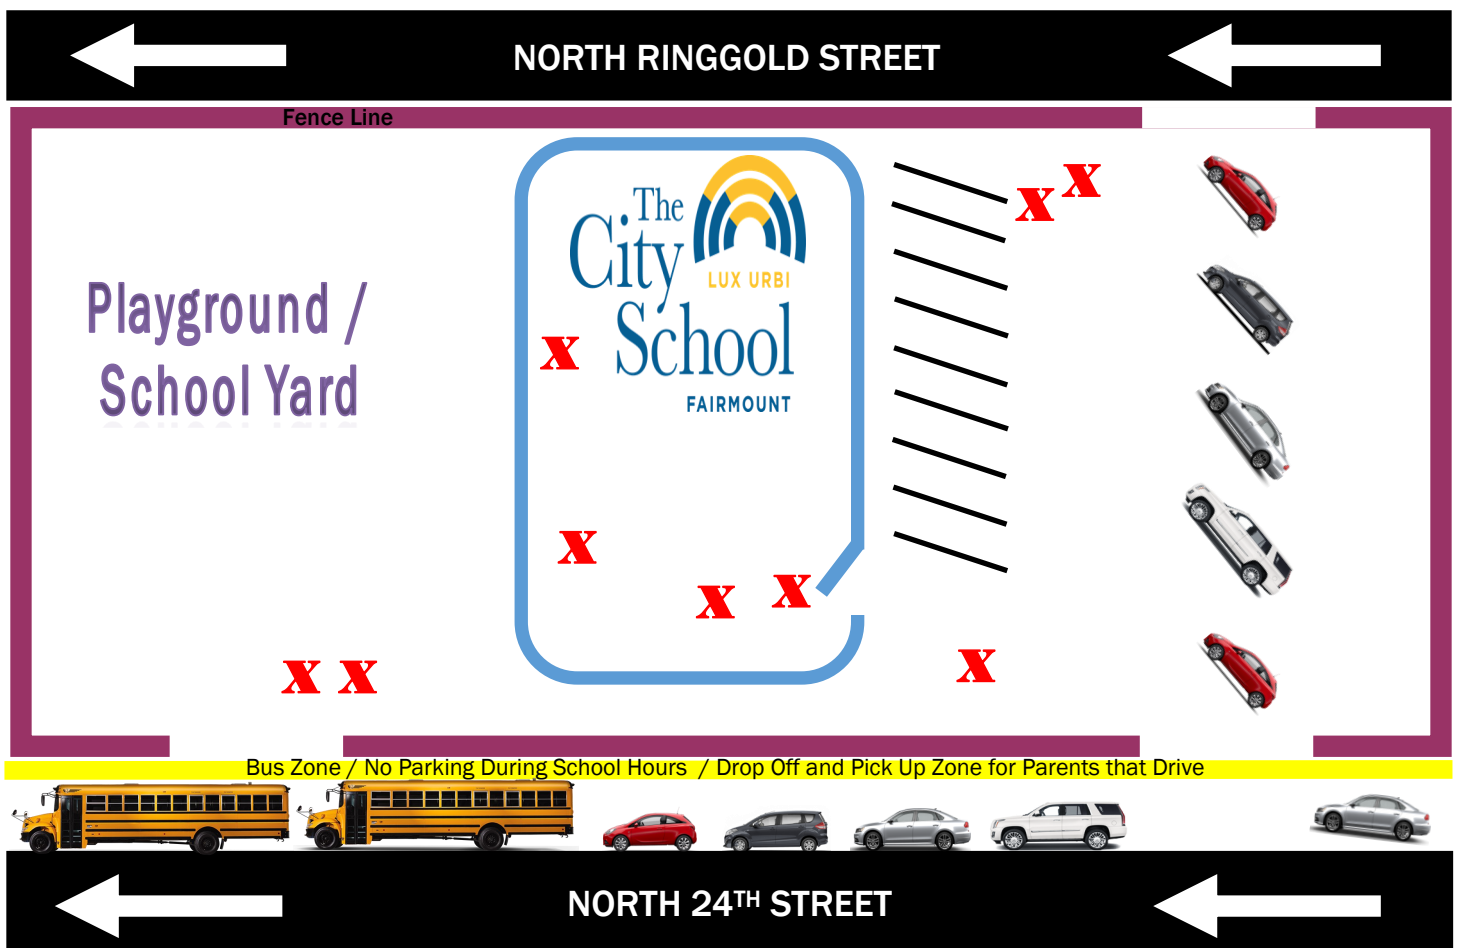 NORTH RINGGOLD STREET
Fence Line
The
City
School
LUX URBI
FAIRMOUNT
Playground /
School Yard
x
x
x
x
x
x
x
x
x
Bus Zone / No Parking During School Hours / Drop Off and Pick Up Zone for Parents that Drive
NORTH 24TH STREET